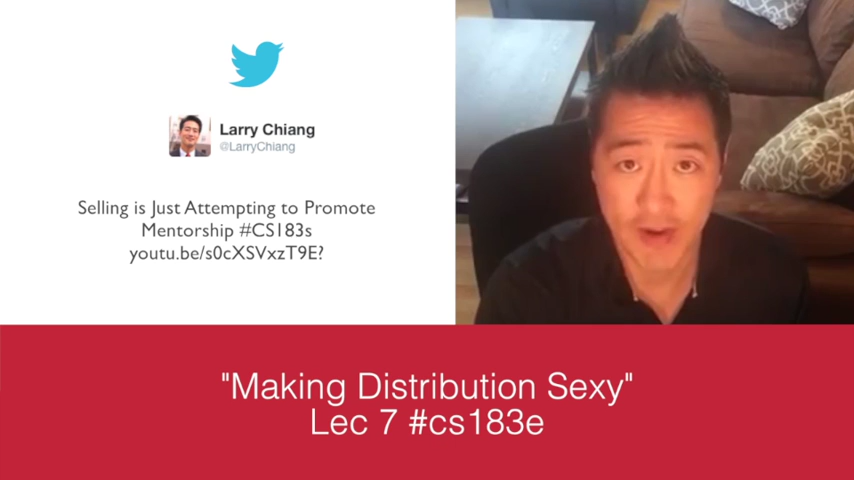 Larry Chiang
@LarryChiang
Selling is Just Attempting to Promote
Mentorship #CS183s
youtu.be/s0cXSVxzT9E?
"Making Distribution Sexy"
Lec 7 #cs183e